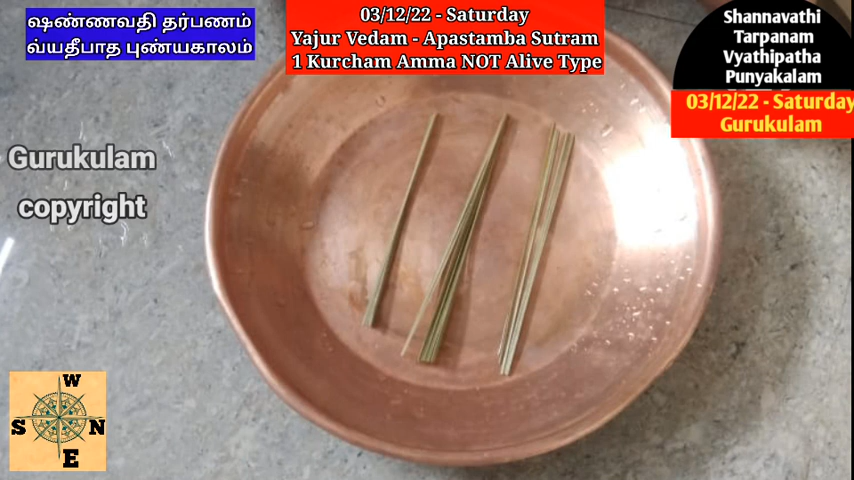 ஷண்ணவதி தர்பணம்
வ்யதீபாத புண்யகாலம்
03/12/22 - Saturday
Yajur Vedam - Apastamba Sutram
1 Kurcham Amma NOT Alive Type
Shannavathi
Tarpanam
Vyathipatha
Punyakalam
03/12/22 - Saturday
Gurukulam
Gurukulam
copyright
W
S N
E